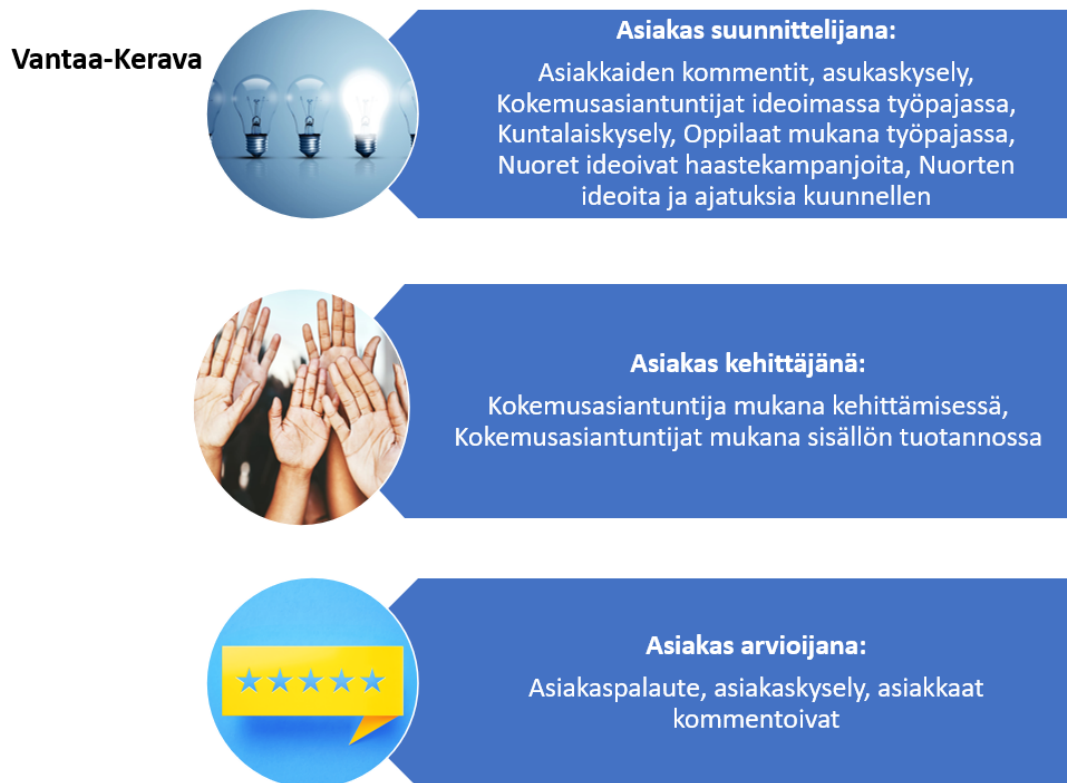 Vantaa-Kerava
Asiakas suunnittelijana:
Asiakkaiden kommentit, asukaskysely,
Kokemusasiantuntijat ideoimassa työpajassa,
Kuntalaiskysely, Oppilaat mukana työpajassa,
Nuoret ideoivat haastekampanjoita, Nuorten
ideoita ja ajatuksia kuunnellen
Asiakas kehittäjänä:
Kokemusasiantuntija mukana kehittämisessä,
Kokemusasiantuntijat mukana sisällön tuotannossa
Asiakas arvioijana:
Asiakaspalaute, asiakaskysely, asiakkaat
kommentoivat